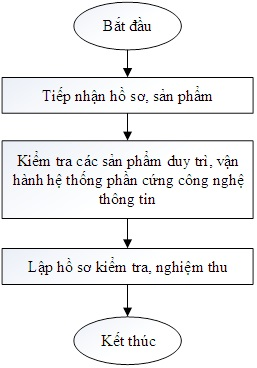 Bắt đầu
Tiếp nhận hồ sơ, sản phẩm
Kiểm tra các sản phẩm duy trì, vận
hành hệ thống phần cứng công nghệ
thông tin
Lập hồ sơ kiểm tra, nghiệm thu
Kết thúc